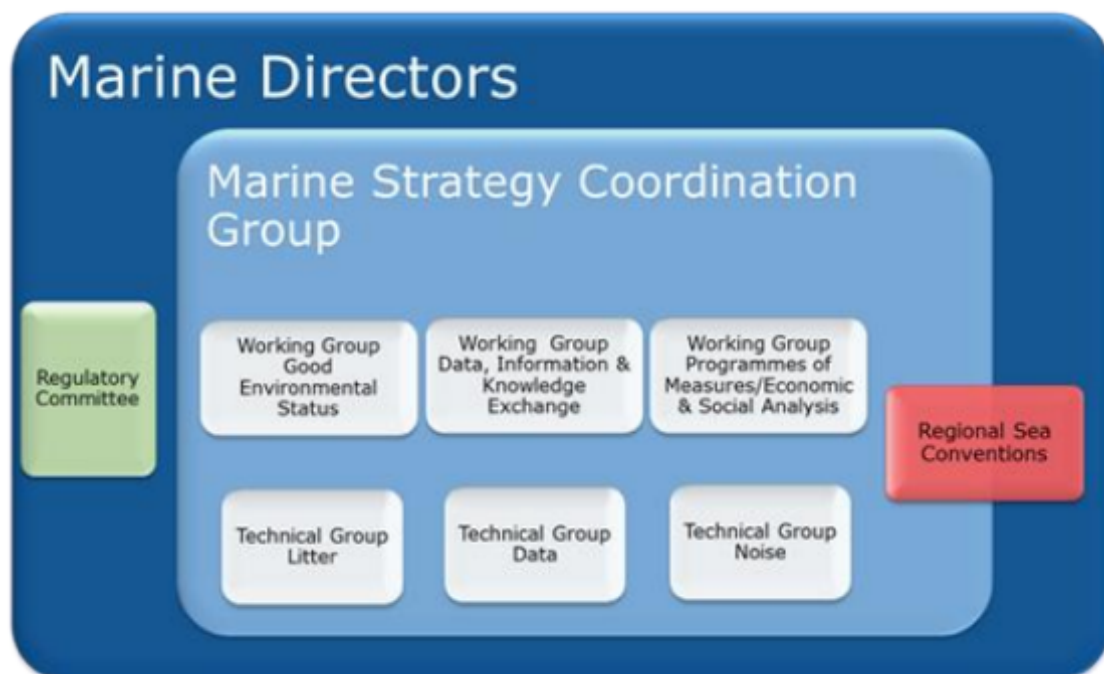 Marine Directors
Marine Strategy Coordination
Group
Regulatory
Committee
Working Group
Good
Environmental
Status
Working Group
Data, Information &
Knowledge
Exchange
Working Group
Programmes of
Measures/Economic
& Social Analysis
Regional Sea
Conventions
Technical Group
Litter
Technical Group
Data
Technical Group
Noise